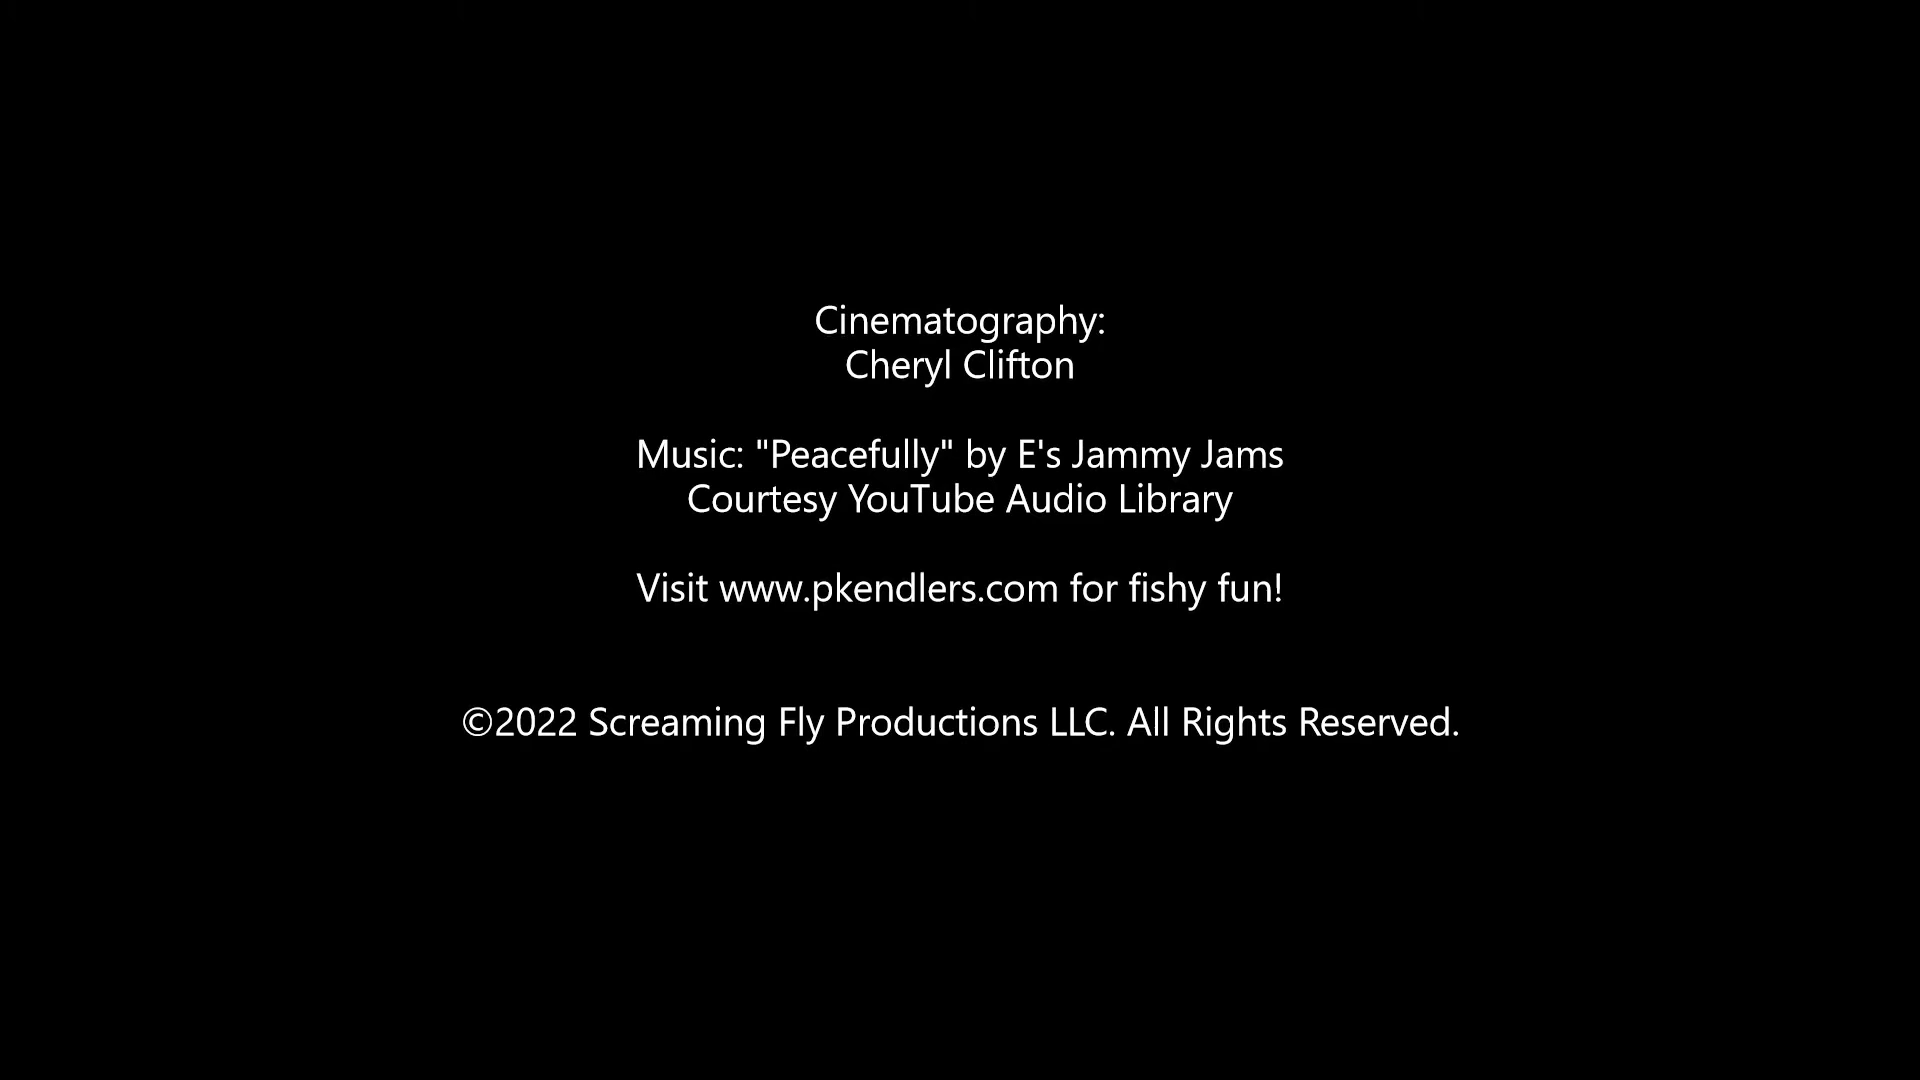 Cinematography:
Cheryl Clifton
Music: "Peacefully" by E's Jammy Jams
Courtesy YouTube Audio Library
Visit www.pkendlers.com for fishy fun!
©2022 Screaming Fly Productions LLC. All Rights Reserved.